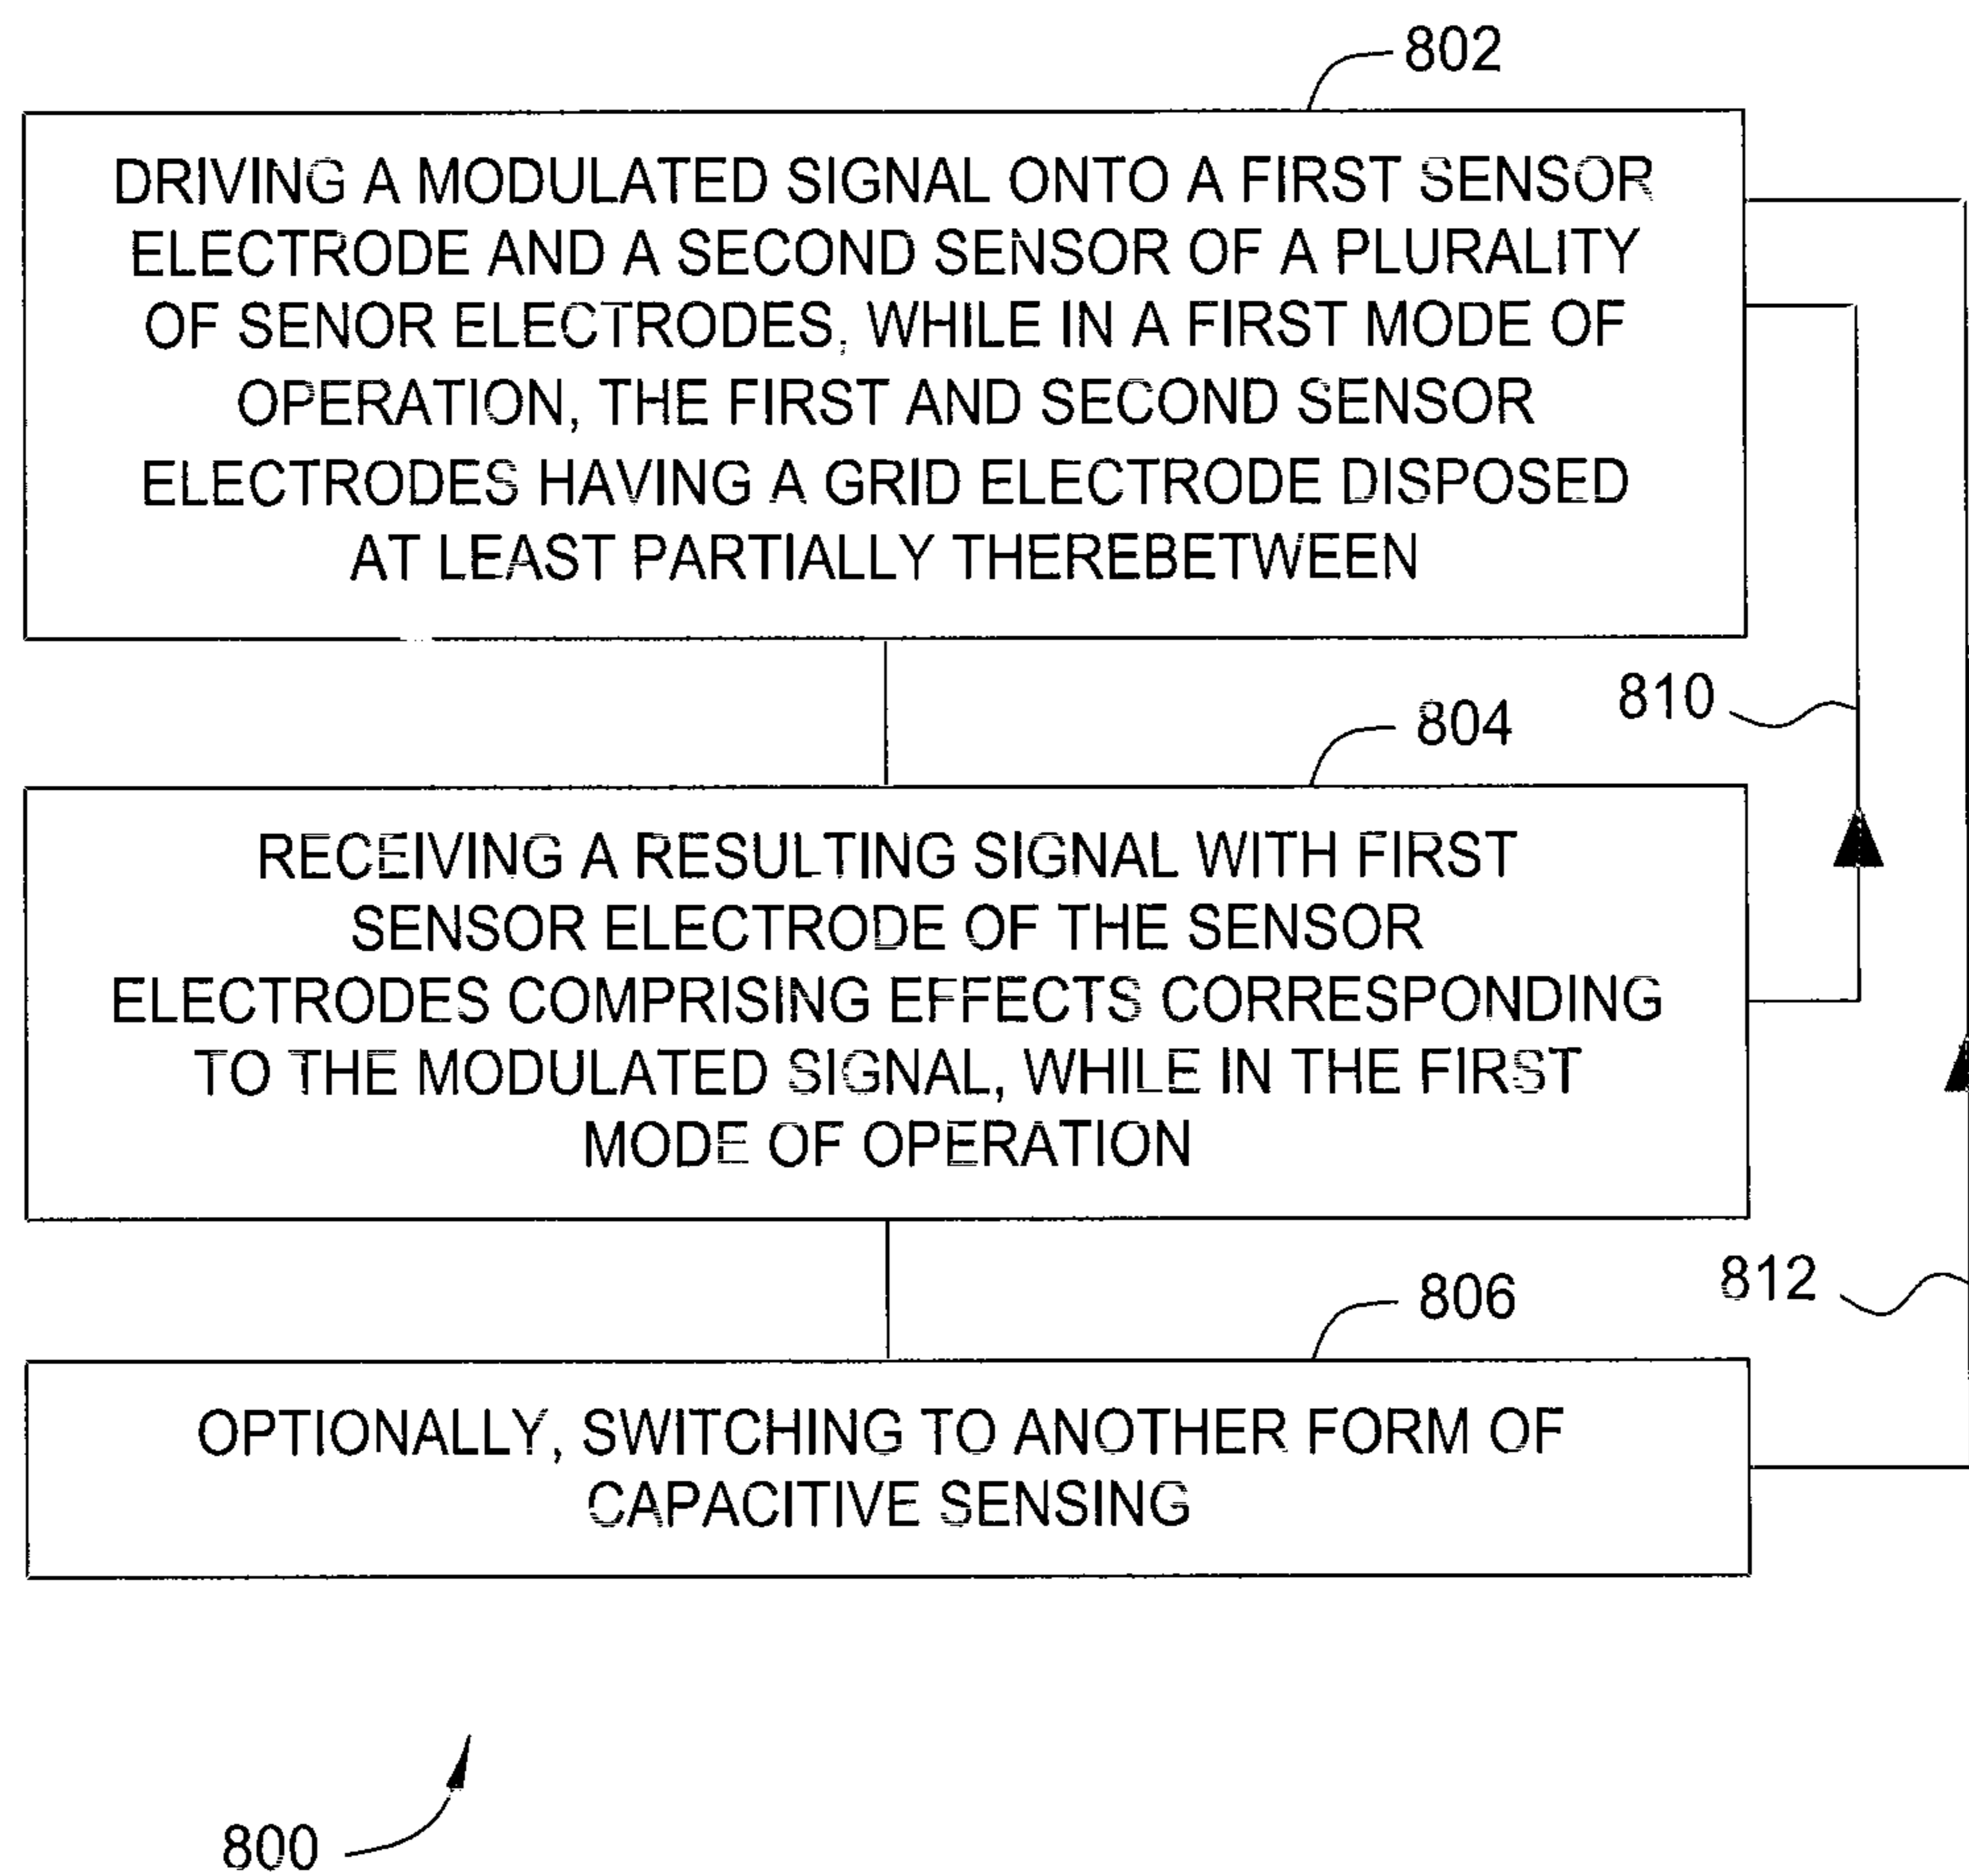 802
DRIVING A MODULATED SIGNAL ONTO A FIRST SENSOR
ELECTRODE AND A SECOND SENSOR OF A PLURALITY
OF SENOR ELECTRODES, WHILE IN A FIRST MODE OF
OPERATION, THE FIRST AND SECOND SENSOR
ELECTRODES HAVING A GRID ELECTRODE DISPOSED
AT LEAST PARTIALLY THEREBETWEEN
810
804
RECEIVING A RESULTING SIGNAL WITH FIRST
SENSOR ELECTRODE OF THE SENSOR
ELECTRODES COMPRISING EFFECTS CORRESPONDING
TO THE MODULATED SIGNAL, WHILE IN THE FIRST
MODE OF OPERATION
812
806
OPTIONALLY, SWITCHING TO ANOTHER FORM OF
CAPACITIVE SENSING
800